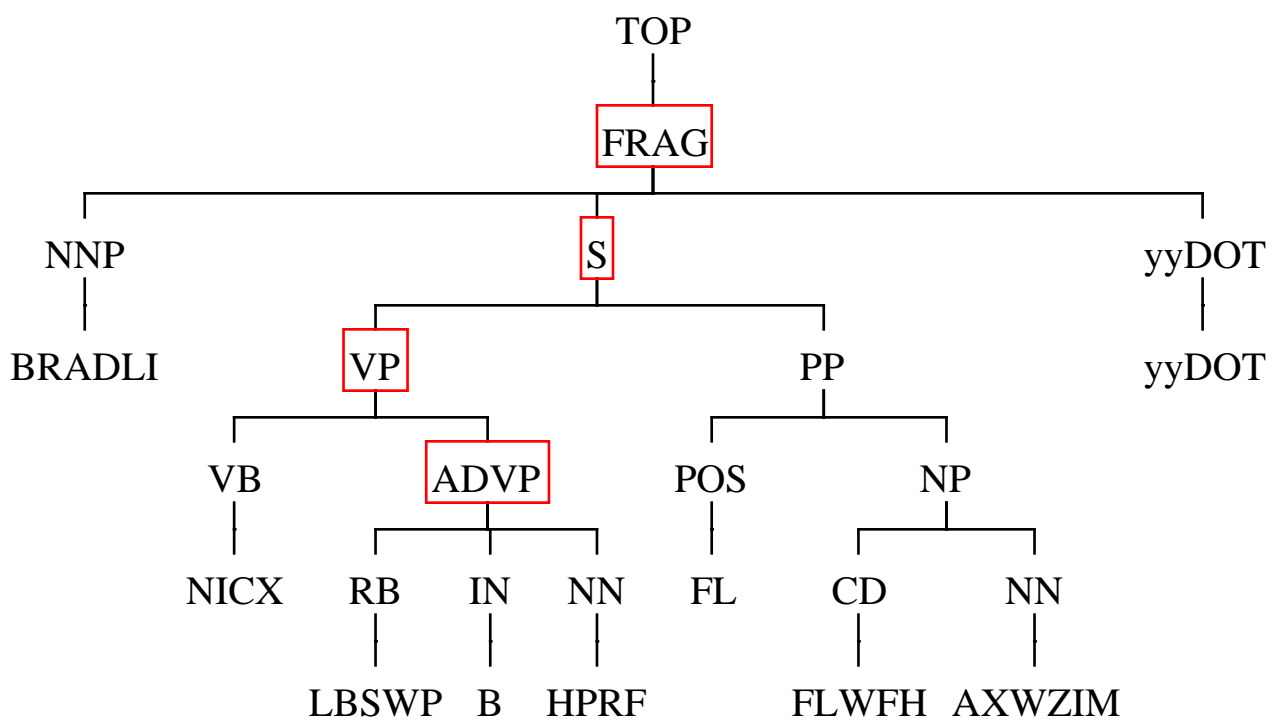 TOP
FRAG
NNP S yyDOT
BRADLI VP PP yyDOT
VB ADVP POS NP
NICX RB IN NN FL CD NN
LBSWP B HPRF FLWFH AXWZIM